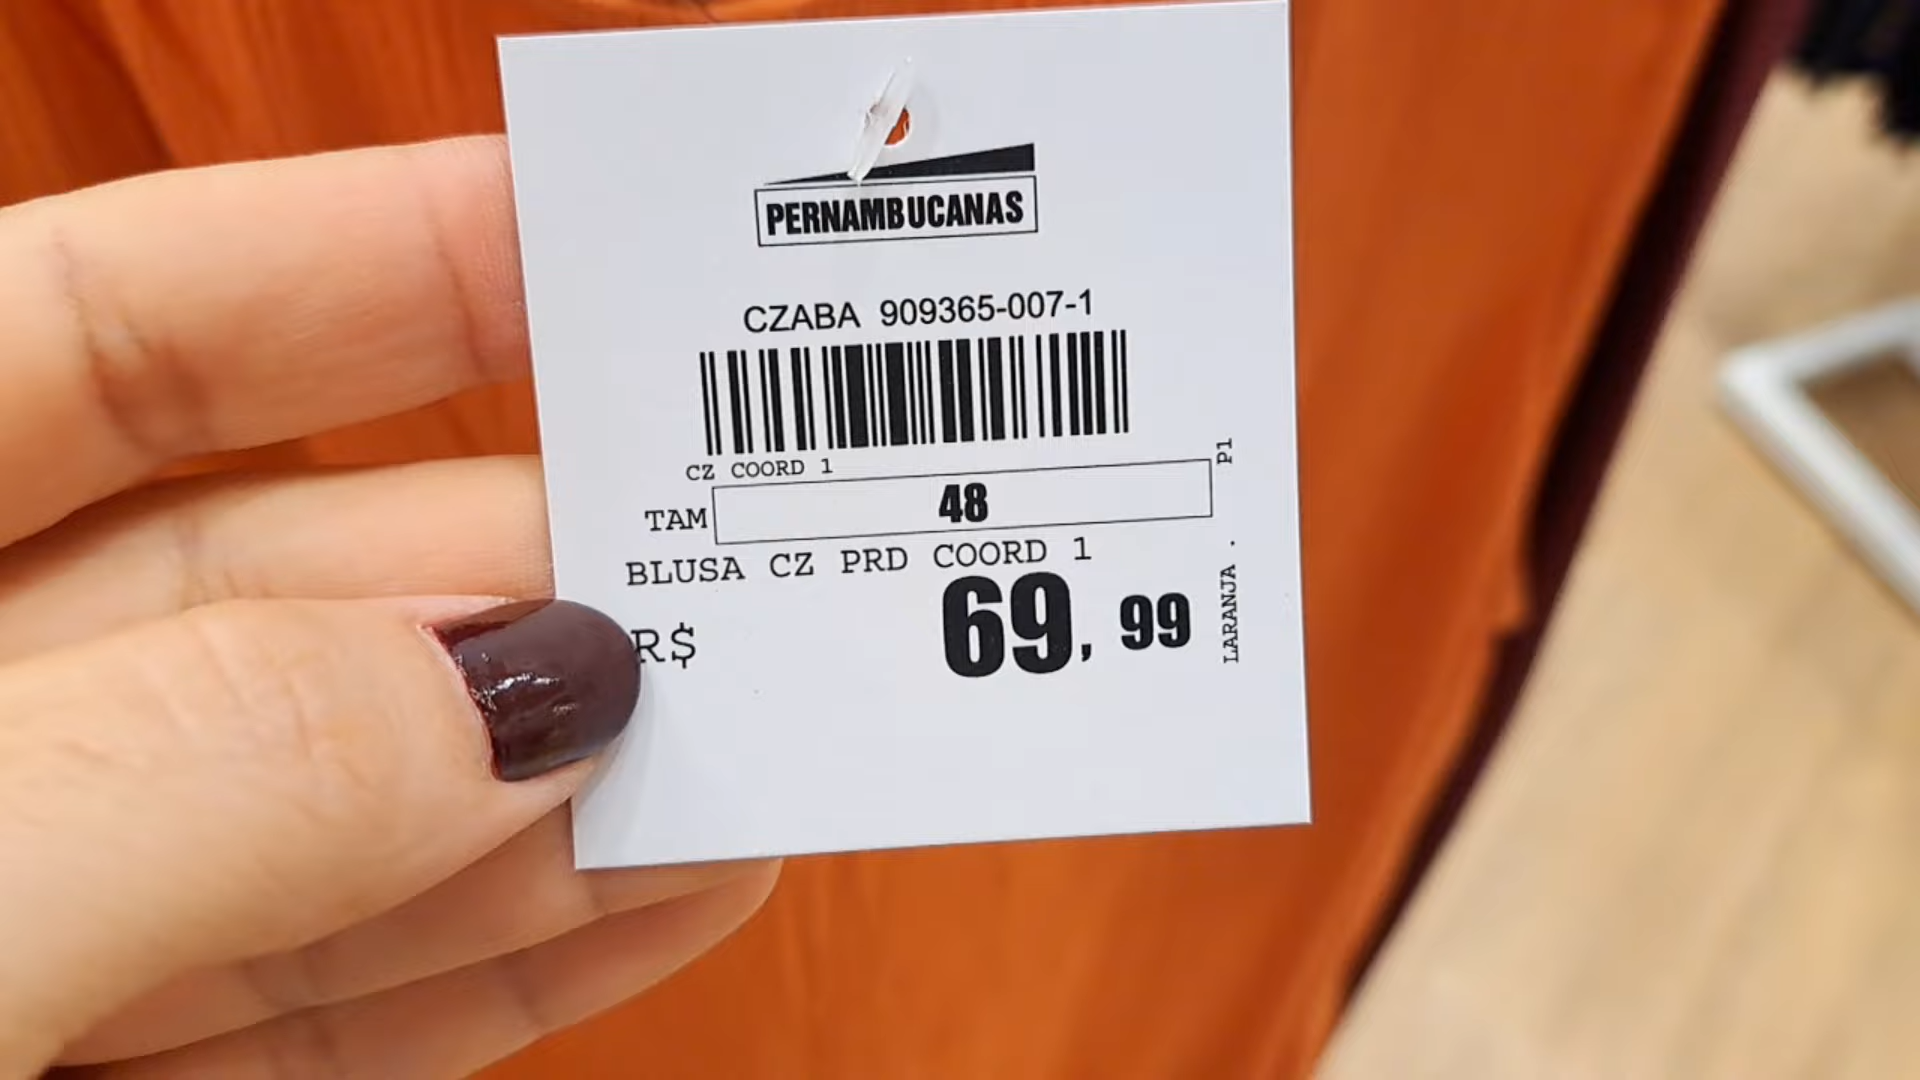 PERNAMBUCANAS
CZABA 909365-007-1
CZ COORD 1
P1
TAM 48
BLUSA CZ PRD COORD 1
R$ 69,99
LARANJA .